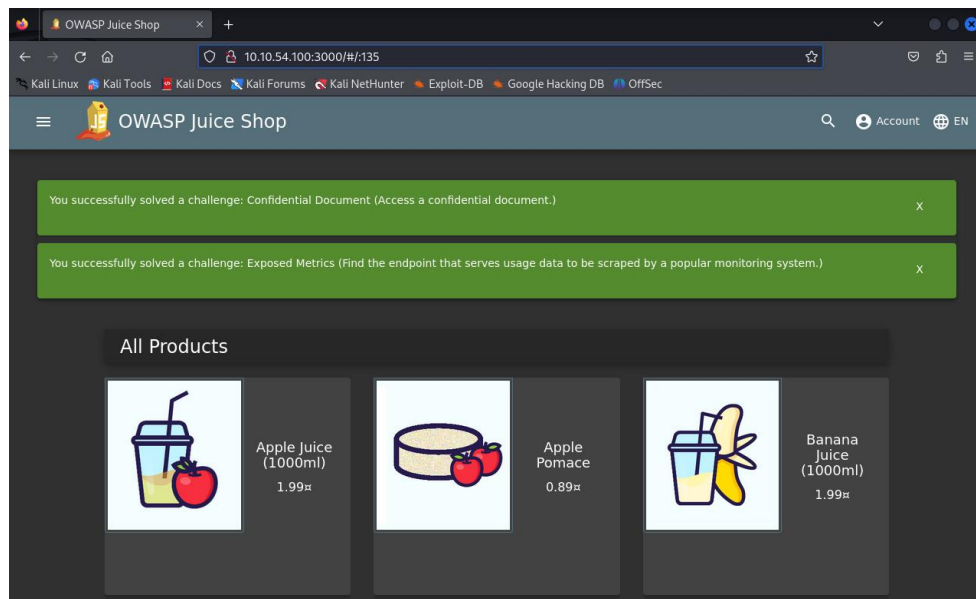 OWASP Juice Shop
10.10.54.100:3000/#/:135
Kali Linux Kali Tools Kali Docs Kali Forums Kali NetHunter Exploit-DB Google Hacking DB OffSec
JS OWASP Juice Shop Account EN
You successfully solved a challenge: Confidential Document (Access a confidential document.) X
You successfully solved a challenge: Exposed Metrics (Find the endpoint that serves usage data to be scraped by a popular monitoring system.) X
All Products
Apple Juice
(1000ml)
1.99¤
Apple
Pomace
0.89¤
Banana
Juice
(1000ml)
1.99¤